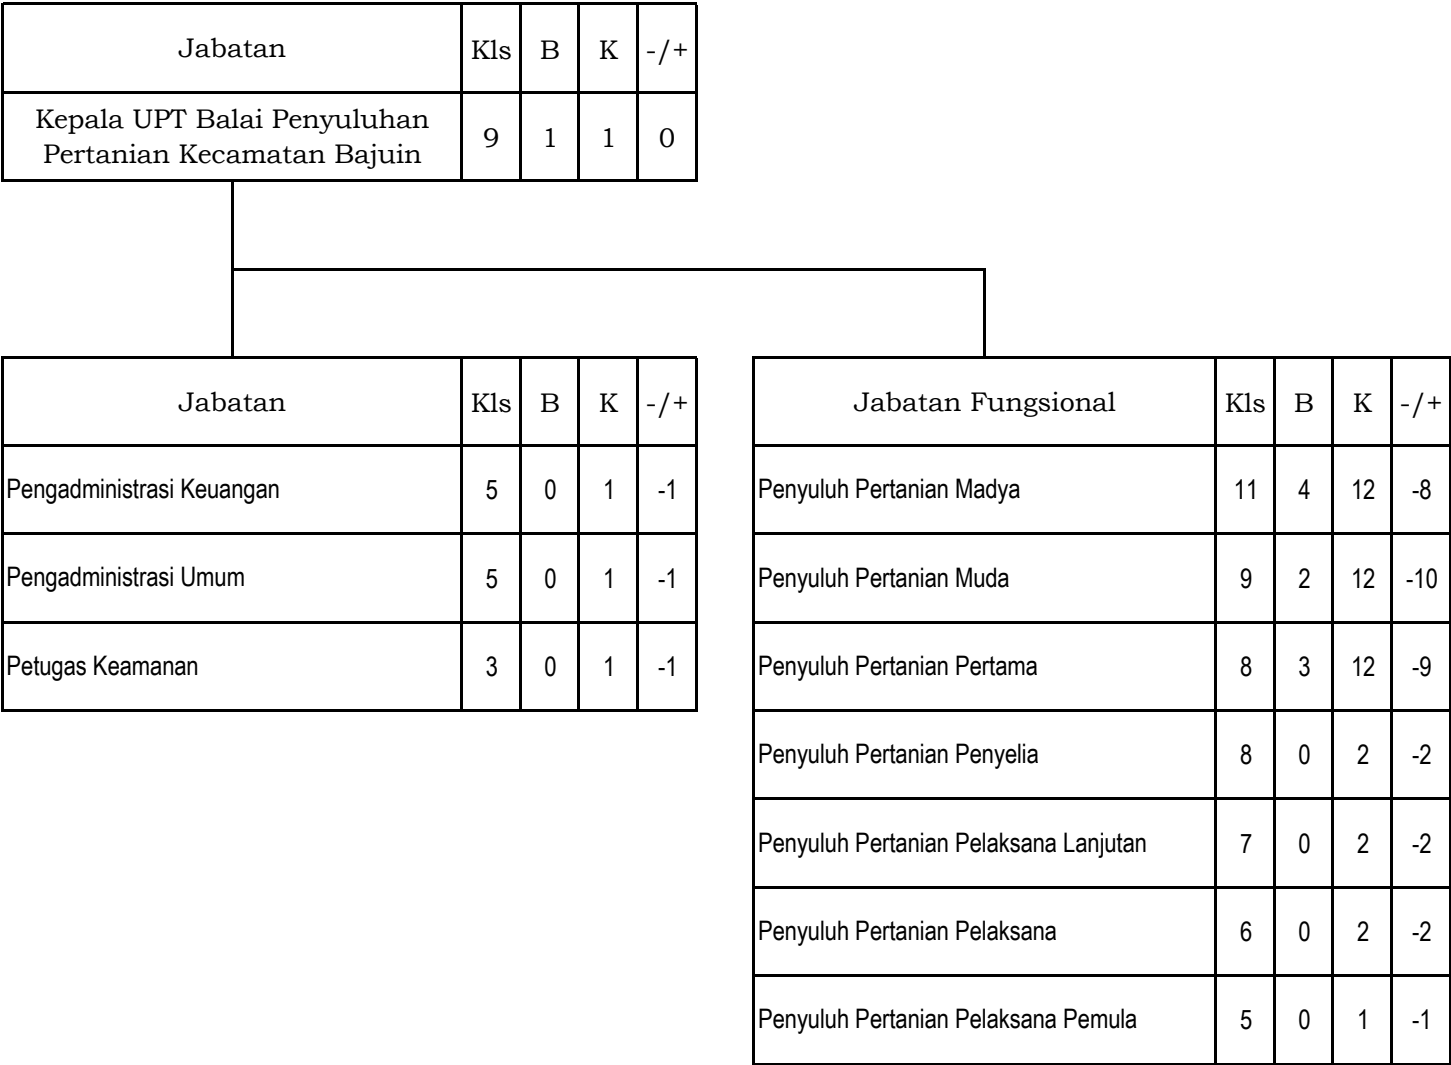 Jabatan Kls B K -/+
Kepala UPT Balai Penyuluhan
Pertanian Kecamatan Bajuin 9 1 1 0
Jabatan Kls B K -/+
Pengadministrasi Keuangan 5 0 1 -1
Pengadministrasi Umum 5 0 1 -1
Petugas Keamanan 3 0 1 -1
Jabatan Fungsional Kls B K -/+
Penyuluh Pertanian Madya 11 4 12 -8
Penyuluh Pertanian Muda 9 2 12 -10
Penyuluh Pertanian Pertama 8 3 12 -9
Penyuluh Pertanian Penyelia 8 0 2 -2
Penyuluh Pertanian Pelaksana Lanjutan 7 0 2 -2
Penyuluh Pertanian Pelaksana 6 0 2 -2
Penyuluh Pertanian Pelaksana Pemula 5 0 1 -1